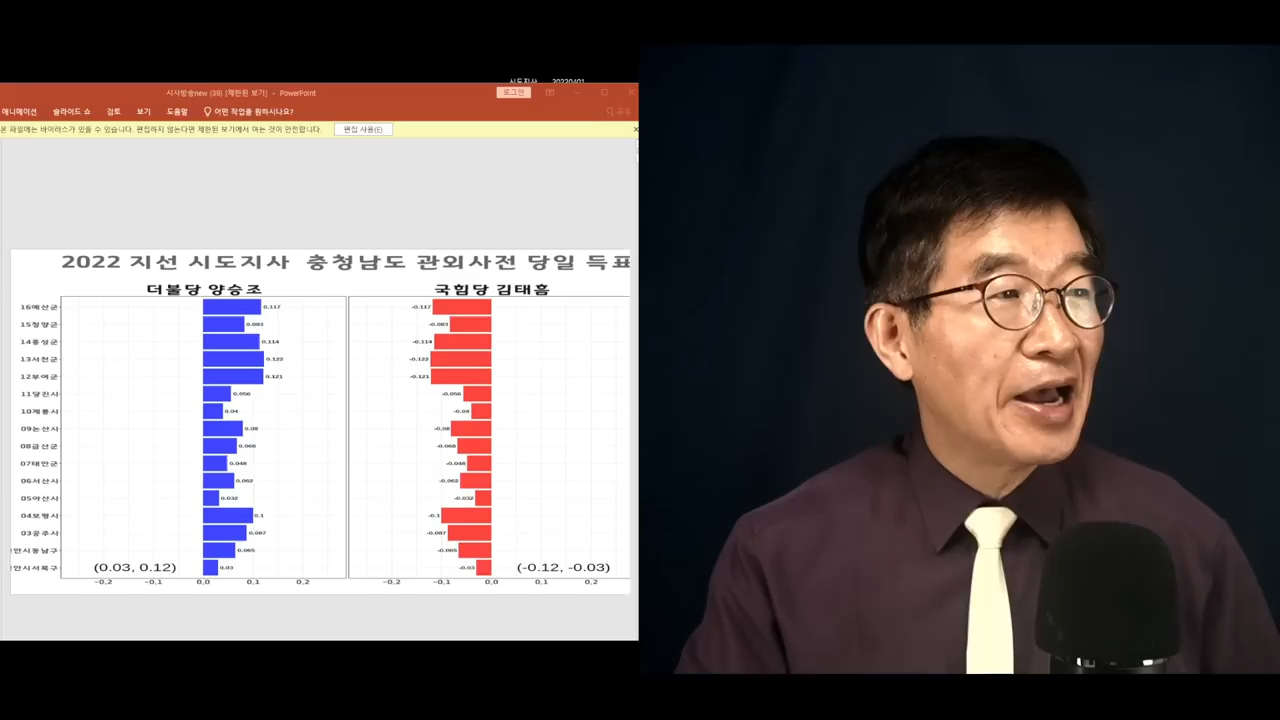 시도지사 20220401
시사방송new (39) [제한된 보기] - PowerPoint
로그인
애니메이션 슬라이드 쇼 검토 보기 도움말 어떤 작업을 원하시나요? 공유
온 파일에는 바이러스가 있을 수 있습니다. 편집하지 않는다면 제한된 보기에서 여는 것이 안전합니다. 편집 사용(E)
2022 지선 시도지사 충청남도 관외사전 당일 득표
더불당 양승조 국힘당 김태흠
16예산군 0.117 -0.117
15청양군 0.083 -0.083
14홍성군 0.114 -0.114
13서천군 0.122 -0.122
12부여군 0.121 -0.121
11당진시 0.056 -0.056
10계룡시 0.04 -0.04
09논산시 0.08 -0.08
08금산군 0.068 -0.068
07태안군 0.048 -0.048
06서산시 0.062 -0.062
05아산시 0.032 -0.032
04보령시 0.1 -0.1
03공주시 0.087 -0.087
안시동남구 0.065 -0.065
안시서북구 (0.03, 0.12) 0.03 -0.03 (-0.12, -0.03)
-0.2 -0.1 0.0 0.1 0.2 -0.2 -0.1 0.0 0.1 0.2